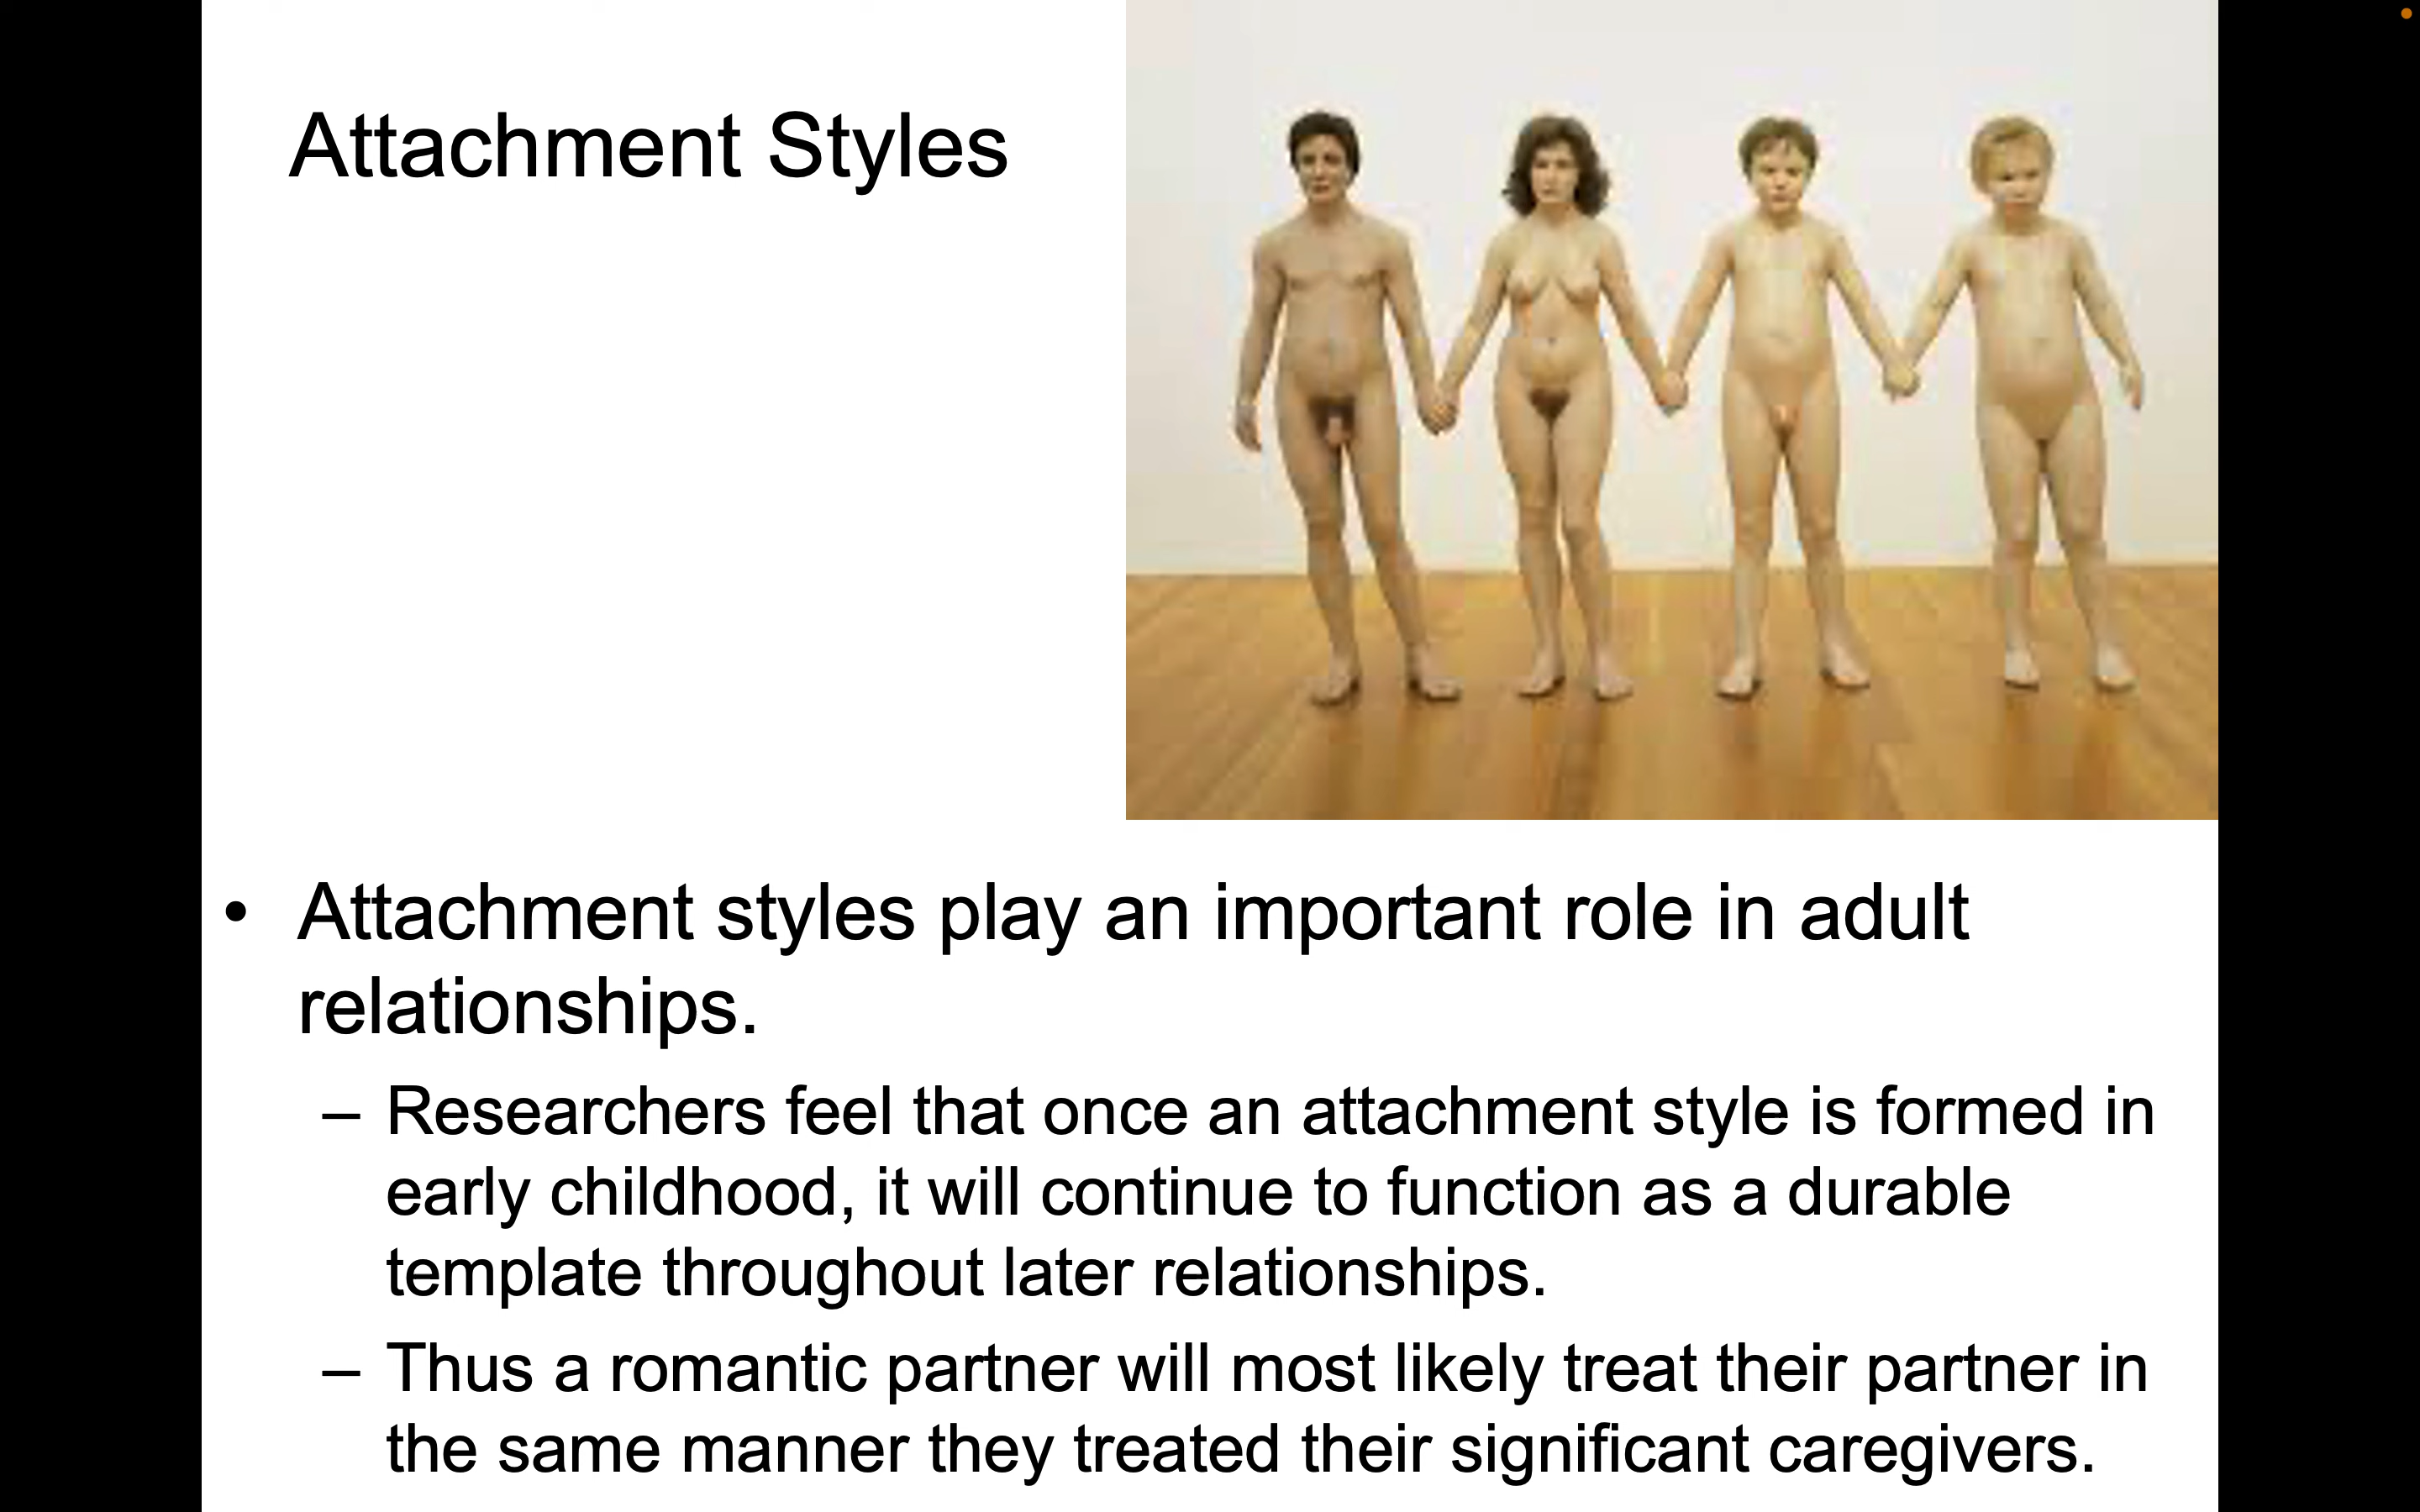 Attachment Styles
• Attachment styles play an important role in adult
relationships.
– Researchers feel that once an attachment style is formed in
early childhood, it will continue to function as a durable
template throughout later relationships.
– Thus a romantic partner will most likely treat their partner in
the same manner they treated their significant caregivers.